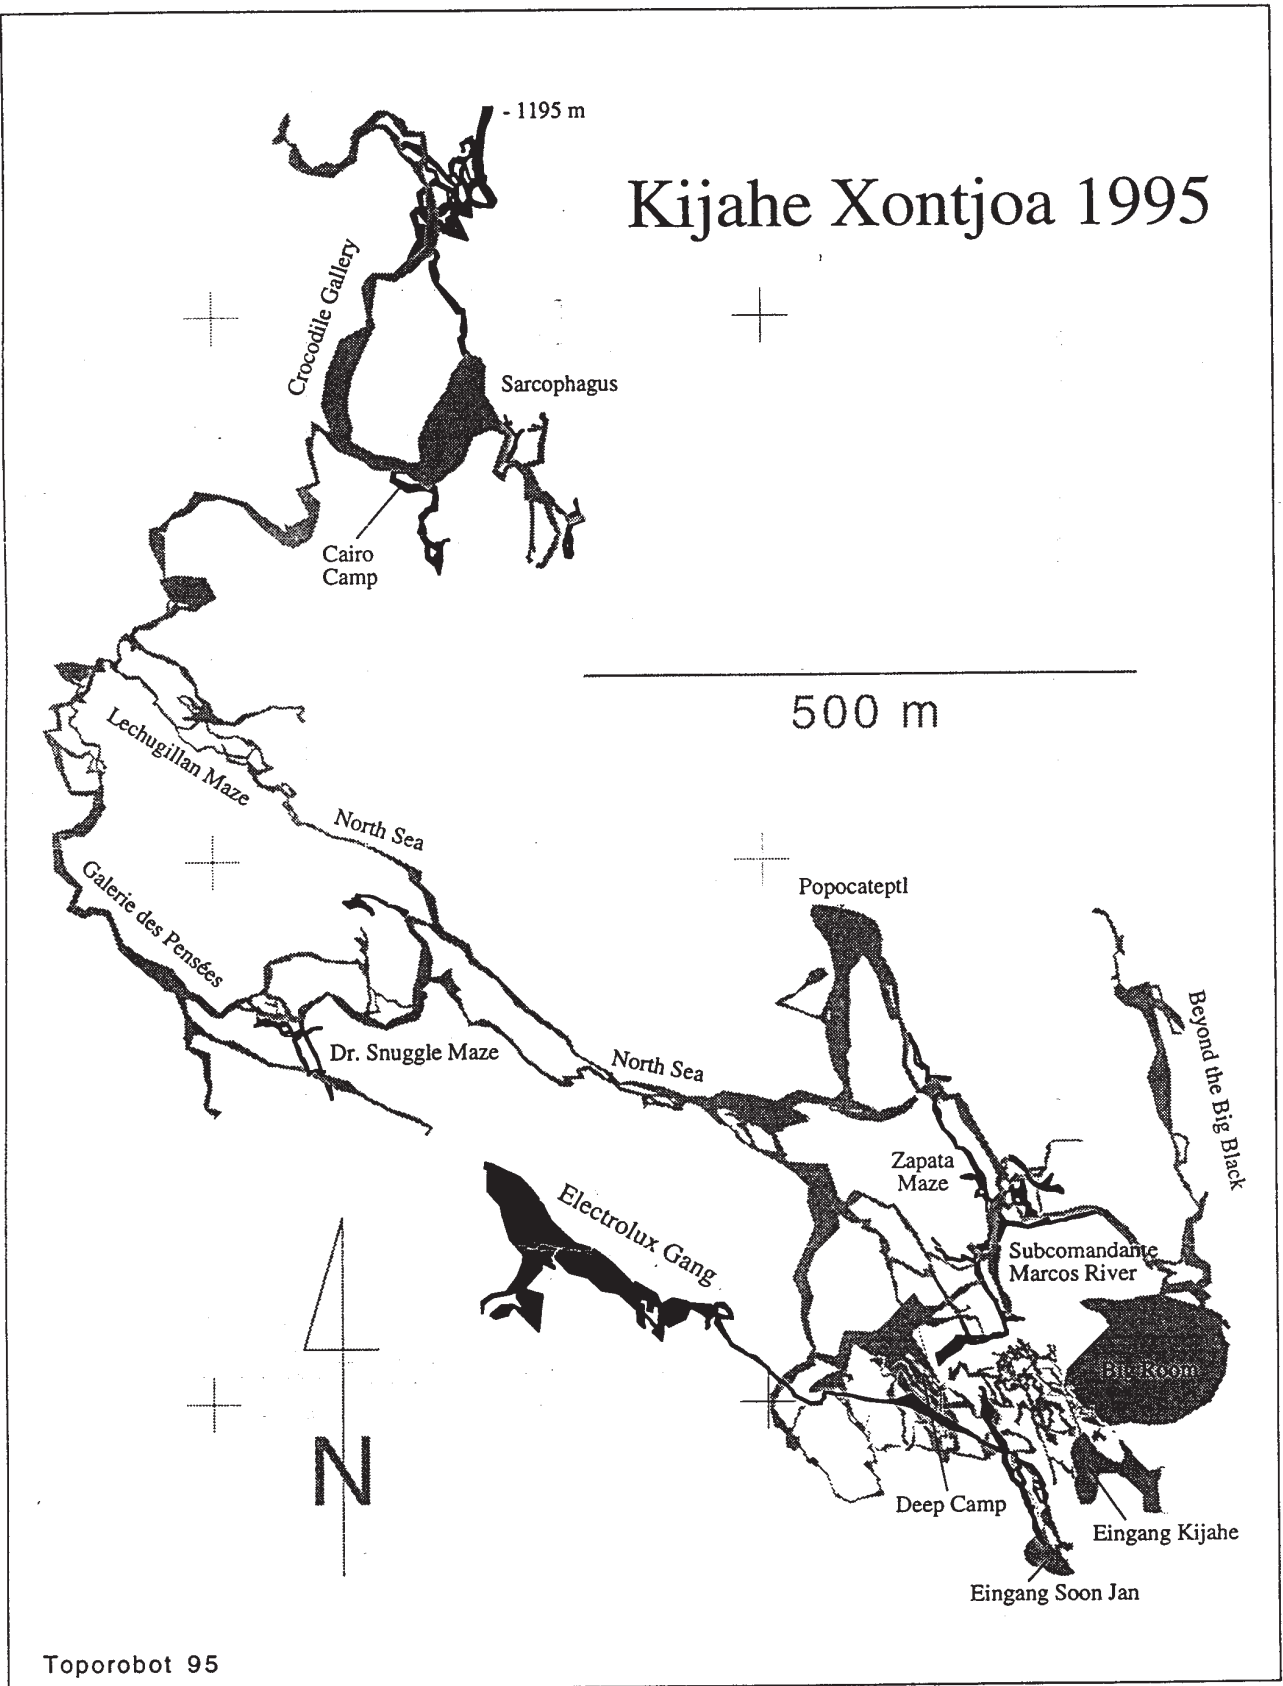 - 1195 m
Kijahe Xontjoa 1995
Crocodile Gallery
Sarcophagus
Cairo
Camp
500 m
Lechugillan Maze
North Sea
Galerie des Pensées
Popocateptl
Beyond the Big Black
Dr. Snuggle Maze
North Sea
Zapata
Maze
Electrolux Gang
Subcomandante
Marcos River
Big Room
N
Deep Camp
Eingang Kijahe
Eingang Soon Jan
Toporobot 95